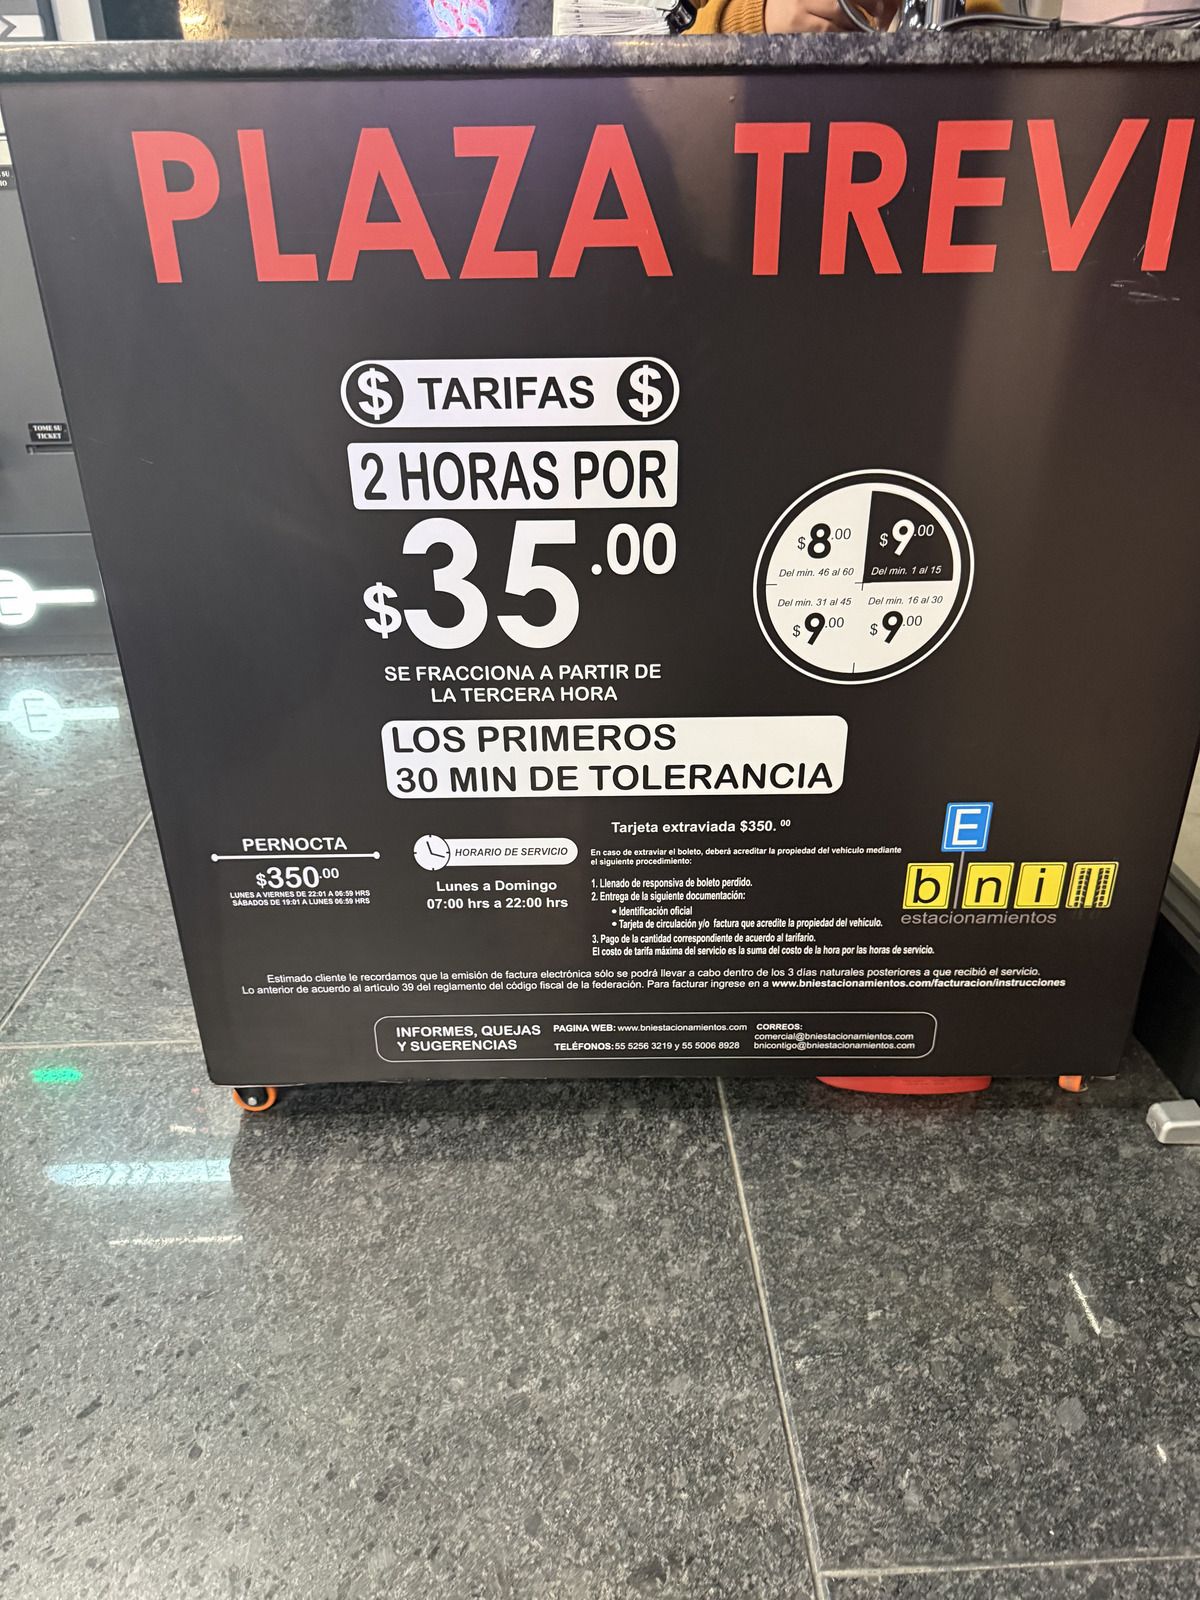 PLAZA TREVI
$ TARIFAS $
2 HORAS POR
$35.00
SE FRACCIONA A PARTIR DE
LA TERCERA HORA
$8.00
Del min. 46 al 60
$9.00
Del min. 1 al 15
Del min. 31 al 45
$9.00
Del min. 16 al 30
$9.00
LOS PRIMEROS
30 MIN DE TOLERANCIA
TOME SU
TICKET
E
PERNOCTA
$350.00
LUNES A VIERNES DE 22:01 A 06:59 HRS
SÁBADOS DE 19:01 A LUNES 06:59 HRS
HORARIO DE SERVICIO
Lunes a Domingo
07:00 hrs a 22:00 hrs
Tarjeta extraviada $350.00
En caso de extraviar el boleto, deberá acreditar la propiedad del vehículo mediante
el siguiente procedimiento:
1. Llenado de responsiva de boleto perdido.
2. Entrega de la siguiente documentación:
• Identificación oficial
• Tarjeta de circulación y/o factura que acredite la propiedad del vehículo.
3. Pago de la cantidad correspondiente de acuerdo al tarifario.
El costo de tarifa máxima del servicio es la suma del costo de la hora por las horas de servicio.
E
bni
estacionamientos
Estimado cliente le recordamos que la emisión de factura electrónica sólo se podrá llevar a cabo dentro de los 3 días naturales posteriores a que recibió el servicio.
Lo anterior de acuerdo al articulo 39 del reglamento del código fiscal de la federación. Para facturar ingrese en a www.bniestacionamientos.com/facturacion/instrucciones
INFORMES, QUEJAS
Y SUGERENCIAS
PAGINA WEB: www.bniestacionamientos.com
TELÉFONOS: 55 5256 3219 y 55 5006 8928
CORREOS:
comercial@bniestacionamientos.com
bnicontigo@bniestacionamientos.com